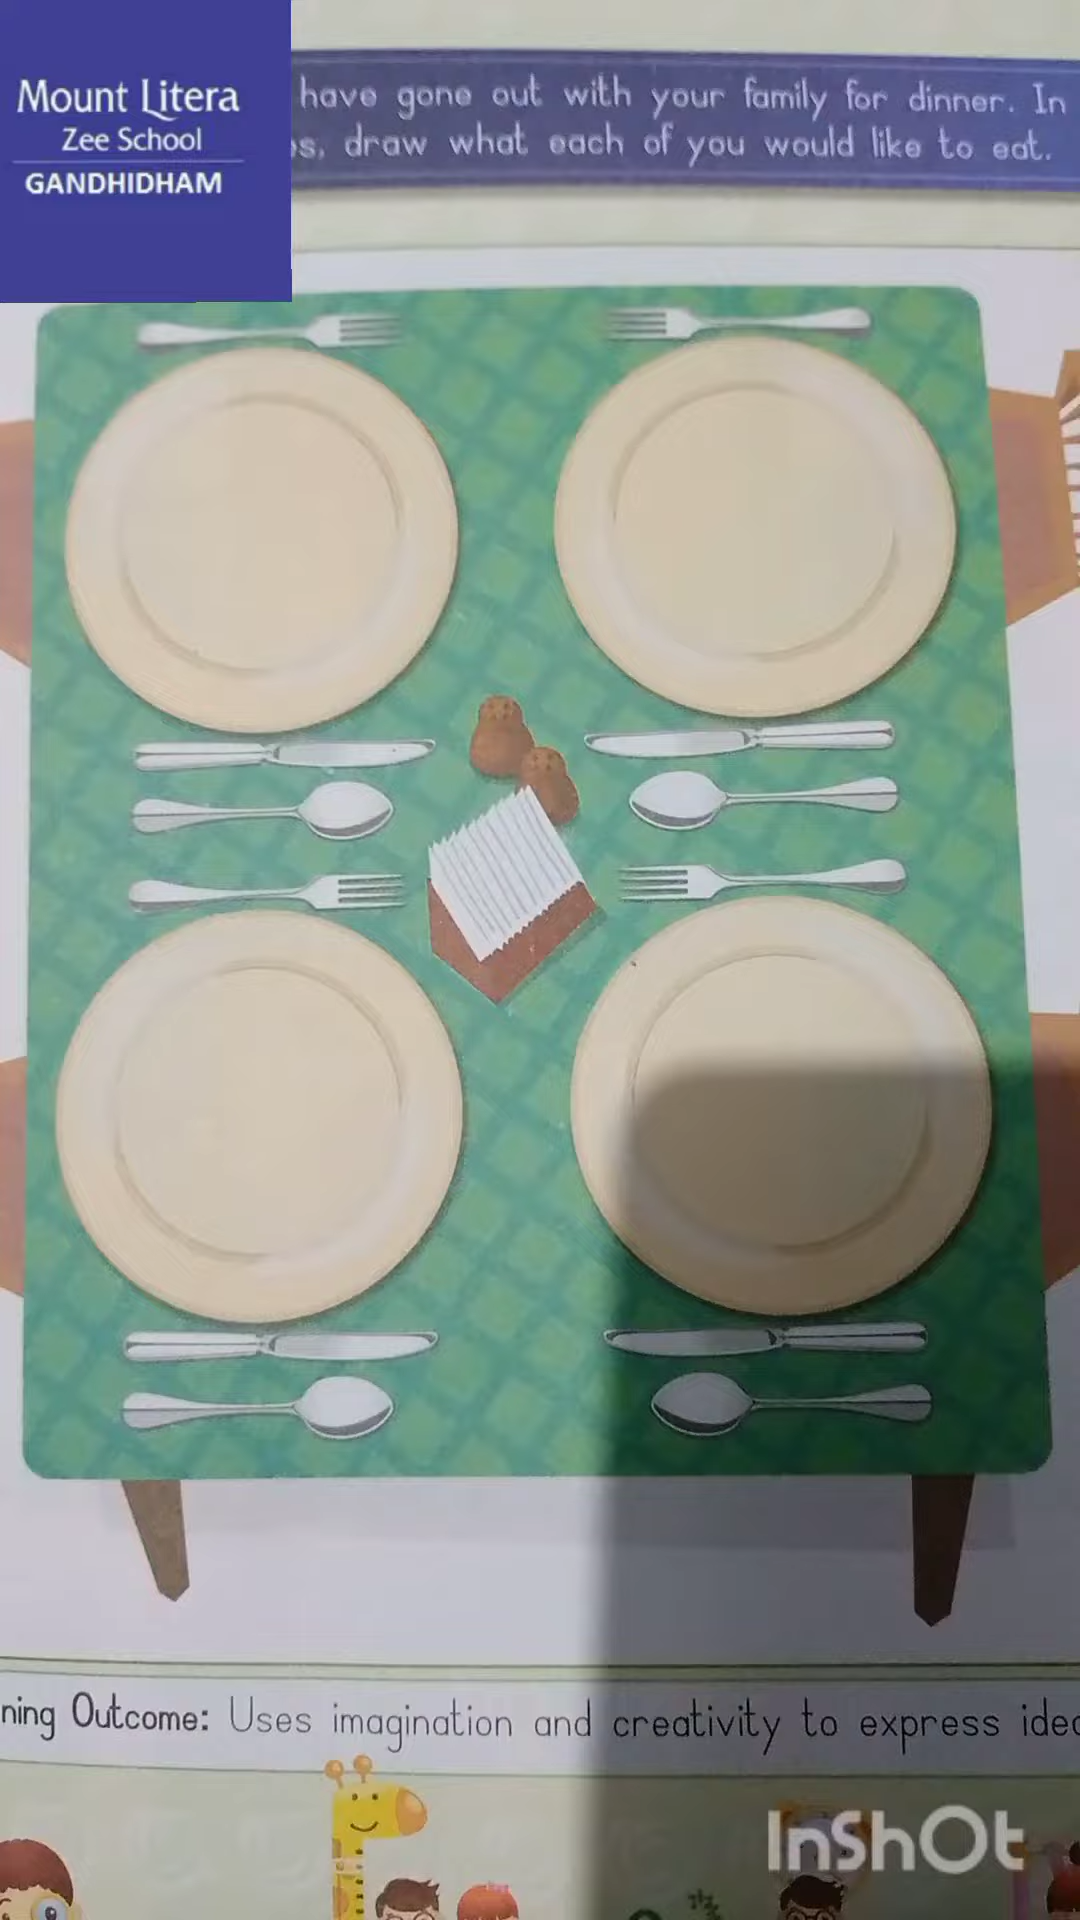 Mount Litera
Zee School
GANDHIDHAM
have gone out with your family for dinner. In
draw what each of you would like to eat.
Outcome: Uses imagination and creativity to express
InShOt